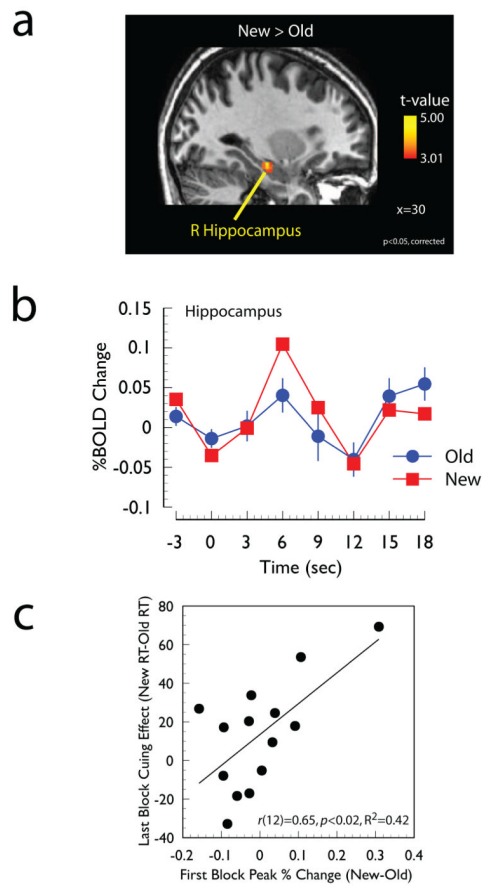 a
New > Old
t-value
5.00
3.01
R Hippocampus
x=30
p<0.05, corrected
b
Hippocampus
%BOLD Change
0.15
0.1
0.05
0
-0.05
-0.1
Old
New
-3 0 3 6 9 12 15 18
Time (sec)
c
Last Block Cuing Effect (New RT-Old RT)
80
60
40
20
0
-20
-40
r(12)=0.65, p<0.02, R²=0.42
-0.2 -0.1 0 0.1 0.2 0.3 0.4
First Block Peak % Change (New-Old)